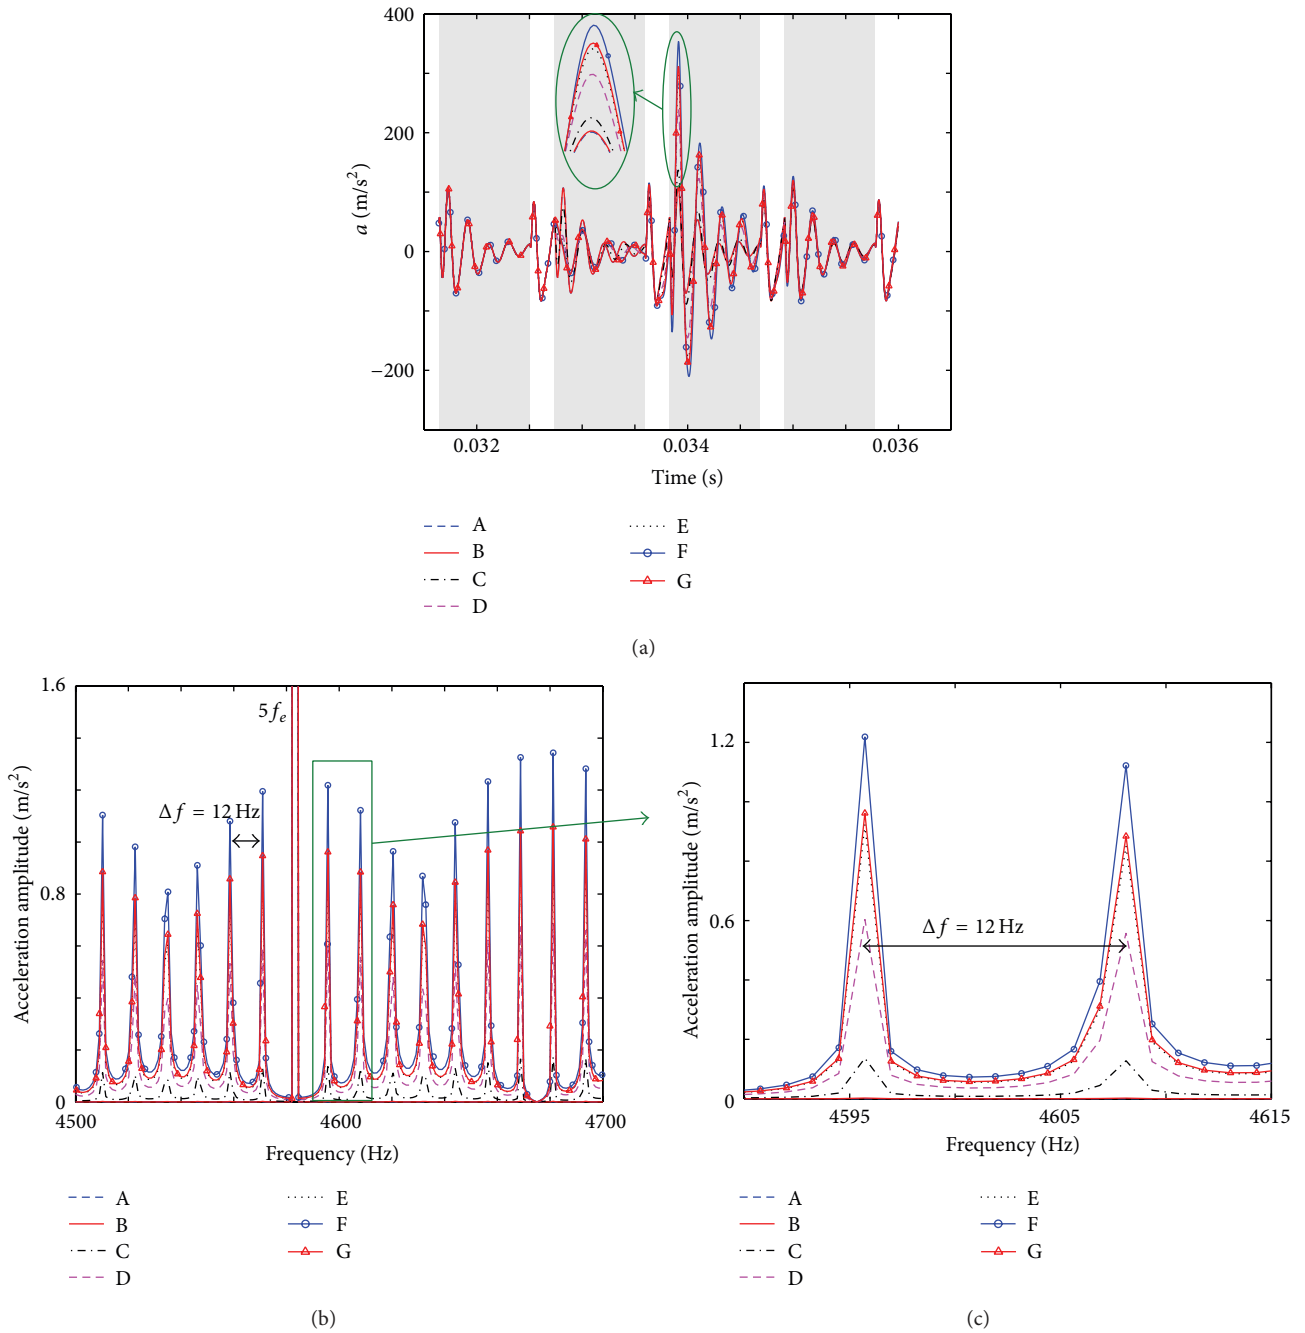 400
200
0
−200
a (m/s²)
0.032
0.034
0.036
Time (s)
A
B
C
D
E
F
G
(a)
1.6
0.8
0
Acceleration amplitude (m/s²)
5fₑ
Δf = 12 Hz
4500
4600
4700
Frequency (Hz)
A
B
C
D
E
F
G
(b)
1.2
0.6
0
Acceleration amplitude (m/s²)
Δf = 12 Hz
4595
4605
4615
Frequency (Hz)
A
B
C
D
E
F
G
(c)